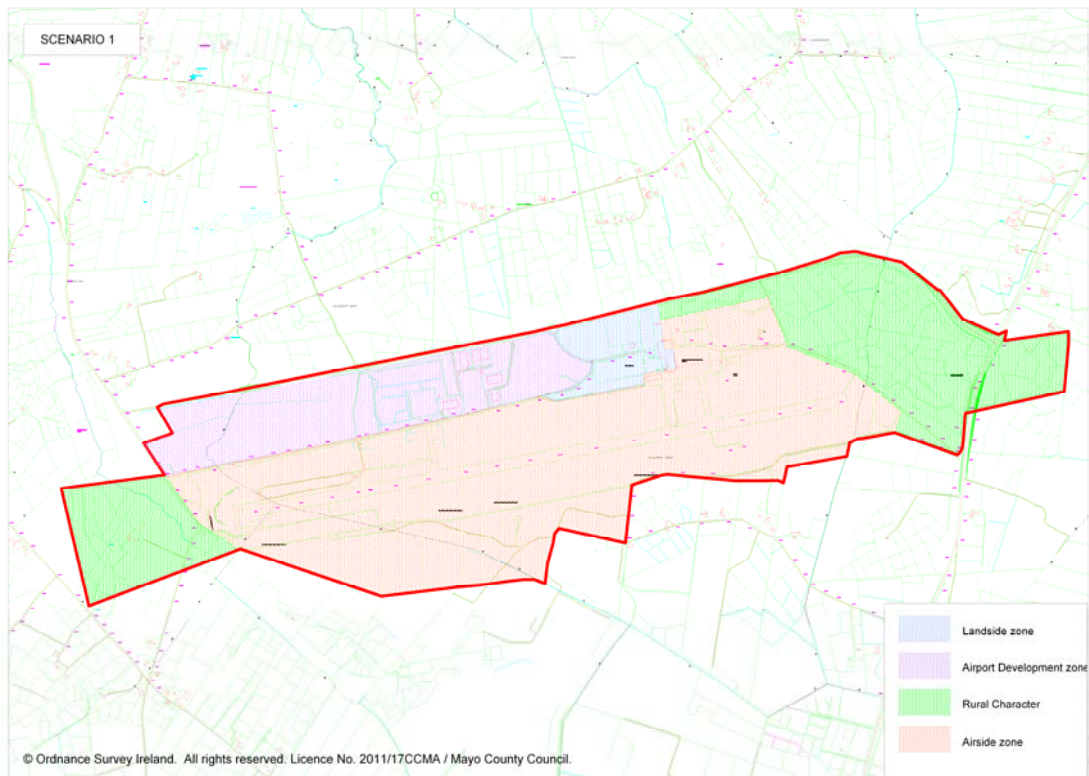 SCENARIO 1
Landside zone
Airport Development zone
Rural Character
Airside zone
© Ordnance Survey Ireland. All rights reserved. Licence No. 2011/17CCMA / Mayo County Council.